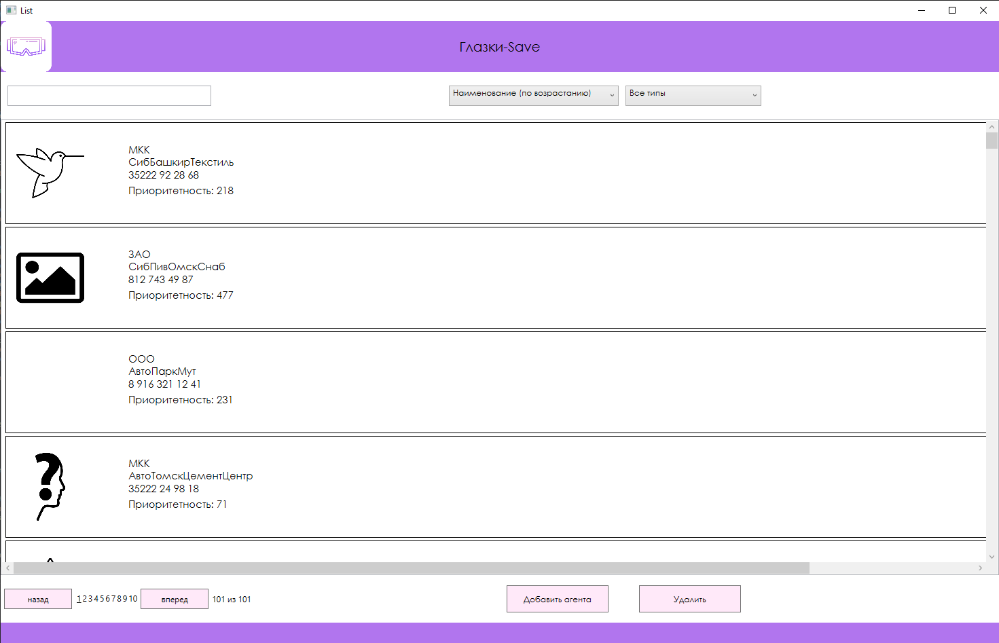 List
Глазки-Save
Наименование (по возрастанию)
Все типы
МКК
СибБашкирТекстиль
35222 92 28 68
Приоритетность: 218
ЗАО
СибПивОмскСнаб
812 743 49 87
Приоритетность: 477
ООО
АвтоПаркМут
8 916 321 12 41
Приоритетность: 231
МКК
АвтоТомскЦементЦентр
35222 24 98 18
Приоритетность: 71
назад 1 2 3 4 5 6 7 8 9 10 вперед 101 из 101
Добавить агента
Удалить